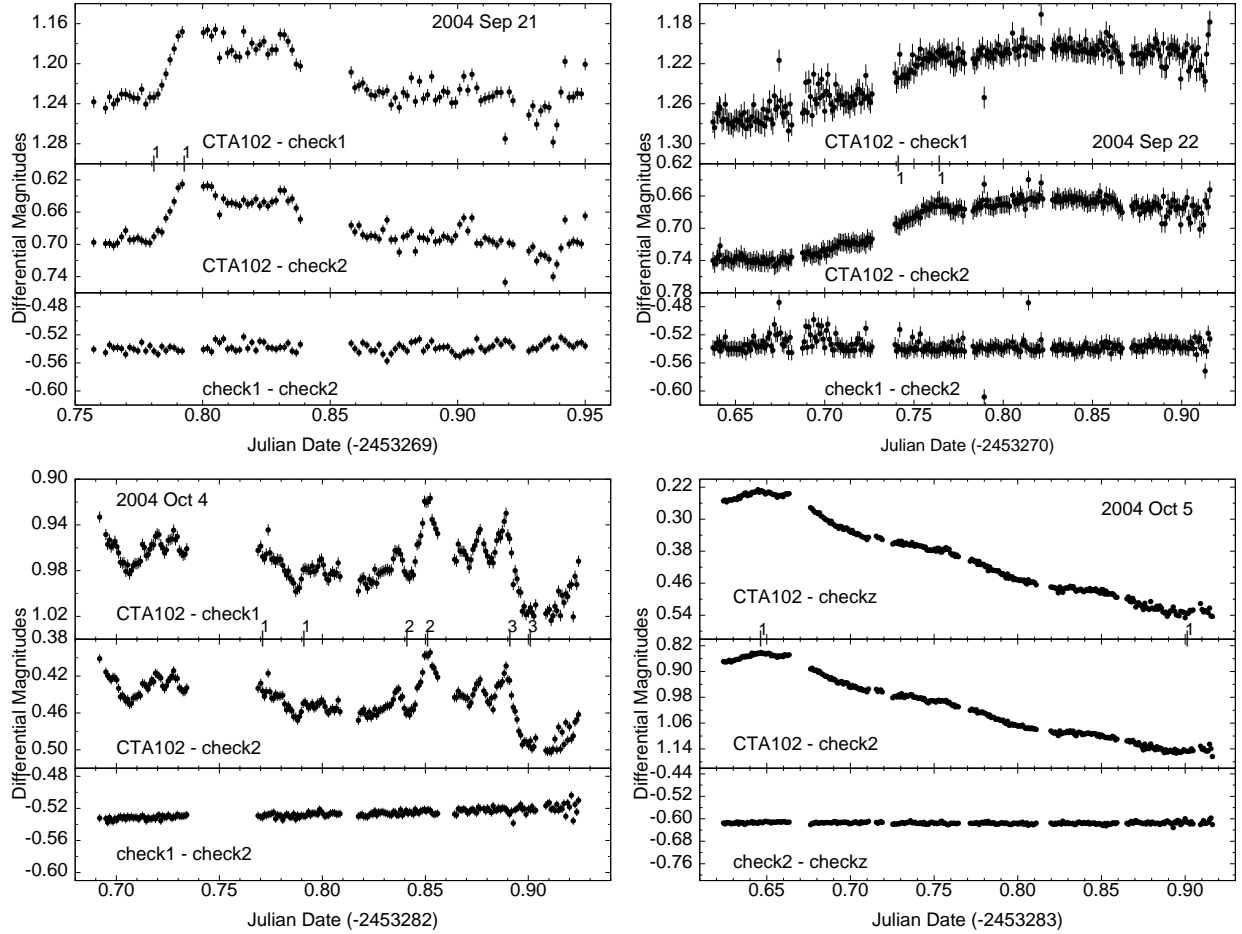 2004 Sep 21
1.16
1.20
1.24
1.28
CTA102 - check1
1 1
0.62
0.66
0.70
0.74
CTA102 - check2
-0.48
-0.52
-0.56
-0.60
check1 - check2
0.75 0.80 0.85 0.90 0.95
Differential Magnitudes
Julian Date (-2453269)
1.18
1.22
1.26
1.30
CTA102 - check1
2004 Sep 22
1 1
0.62
0.66
0.70
0.74
0.78
CTA102 - check2
-0.48
-0.52
-0.56
-0.60
check1 - check2
0.65 0.70 0.75 0.80 0.85 0.90
Differential Magnitudes
Julian Date (-2453270)
2004 Oct 4
0.90
0.94
0.98
1.02
CTA102 - check1
1 1 2 2 3 3
0.38
0.42
0.46
0.50
CTA102 - check2
-0.48
-0.52
-0.56
-0.60
check1 - check2
0.70 0.75 0.80 0.85 0.90
Differential Magnitudes
Julian Date (-2453282)
2004 Oct 5
0.22
0.30
0.38
0.46
0.54
CTA102 - checkz
1 1
0.82
0.90
0.98
1.06
1.14
CTA102 - check2
-0.44
-0.52
-0.60
-0.68
-0.76
check2 - checkz
0.65 0.70 0.75 0.80 0.85 0.90
Differential Magnitudes
Julian Date (-2453283)